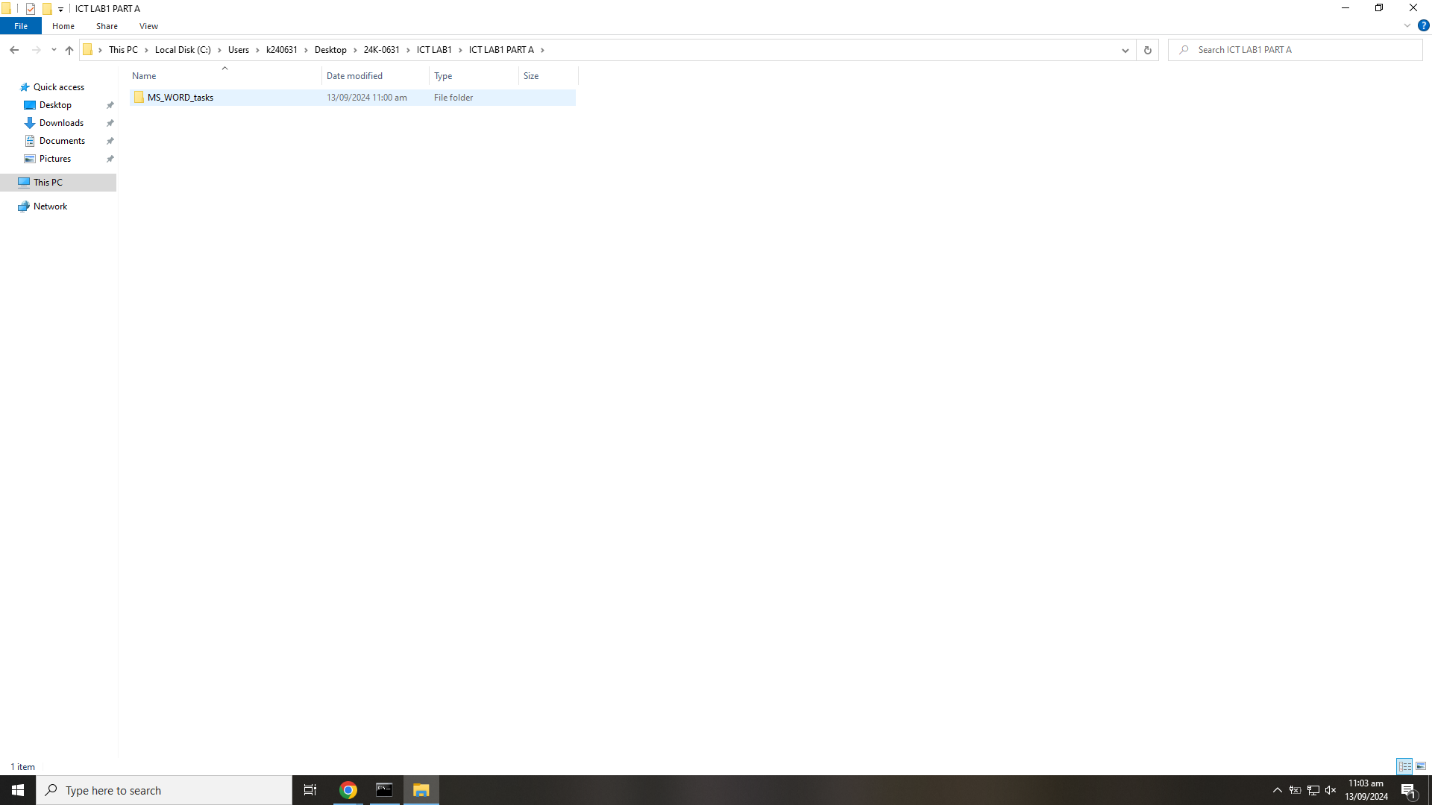 ICT LAB1 PART A
File Home Share View
This PC Local Disk (C:) Users k240631 Desktop 24K-0631 ICT LAB1 ICT LAB1 PART A
Search ICT LAB1 PART A
Name Date modified Type Size
MS_WORD_tasks 13/09/2024 11:00 am File folder
Quick access
Desktop
Downloads
Documents
Pictures
This PC
Network
1 item
Type here to search
11:03 am
13/09/2024
1